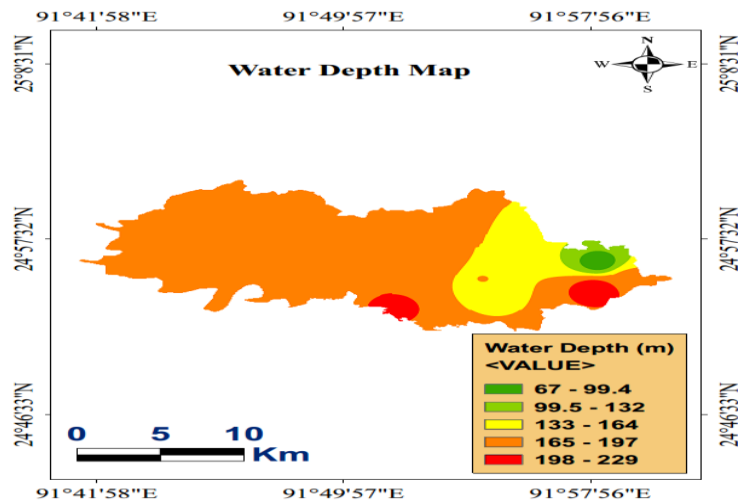 91°41'58"E 91°49'57"E 91°57'56"E
25°8'31"N 25°8'31"N
Water Depth Map
N
W E
S
24°57'32"N 24°57'32"N
Water Depth (m)
<VALUE>
67 - 99.4
99.5 - 132
133 - 164
165 - 197
198 - 229
24°46'33"N 24°46'33"N
0 5 10
Km
91°41'58"E 91°49'57"E 91°57'56"E